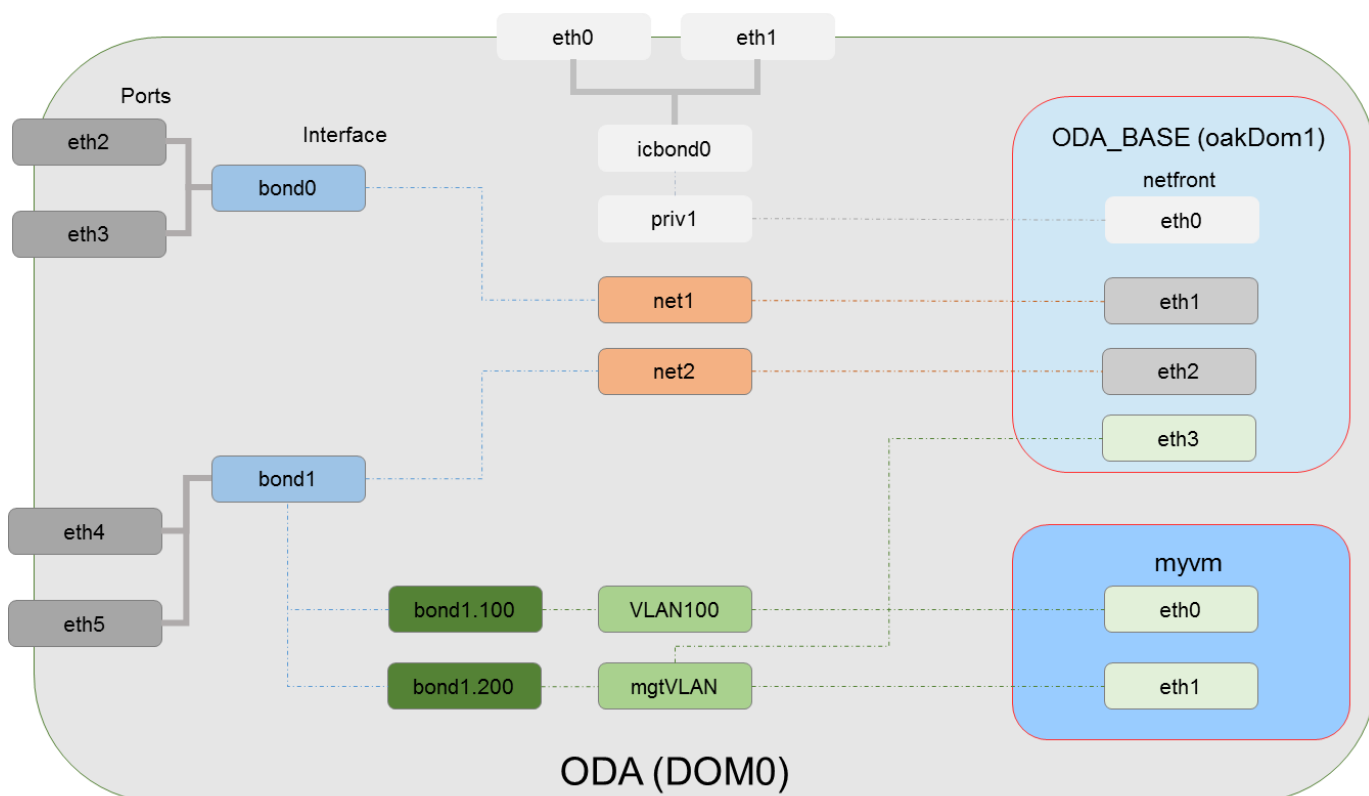 eth0
eth1
Ports
eth2
Interface
icbond0
ODA_BASE (oakDom1)
bond0
netfront
eth3
priv1
eth0
net1
eth1
net2
eth2
eth3
bond1
eth4
myvm
bond1.100
VLAN100
eth0
eth5
bond1.200
mgtVLAN
eth1
ODA (DOM0)